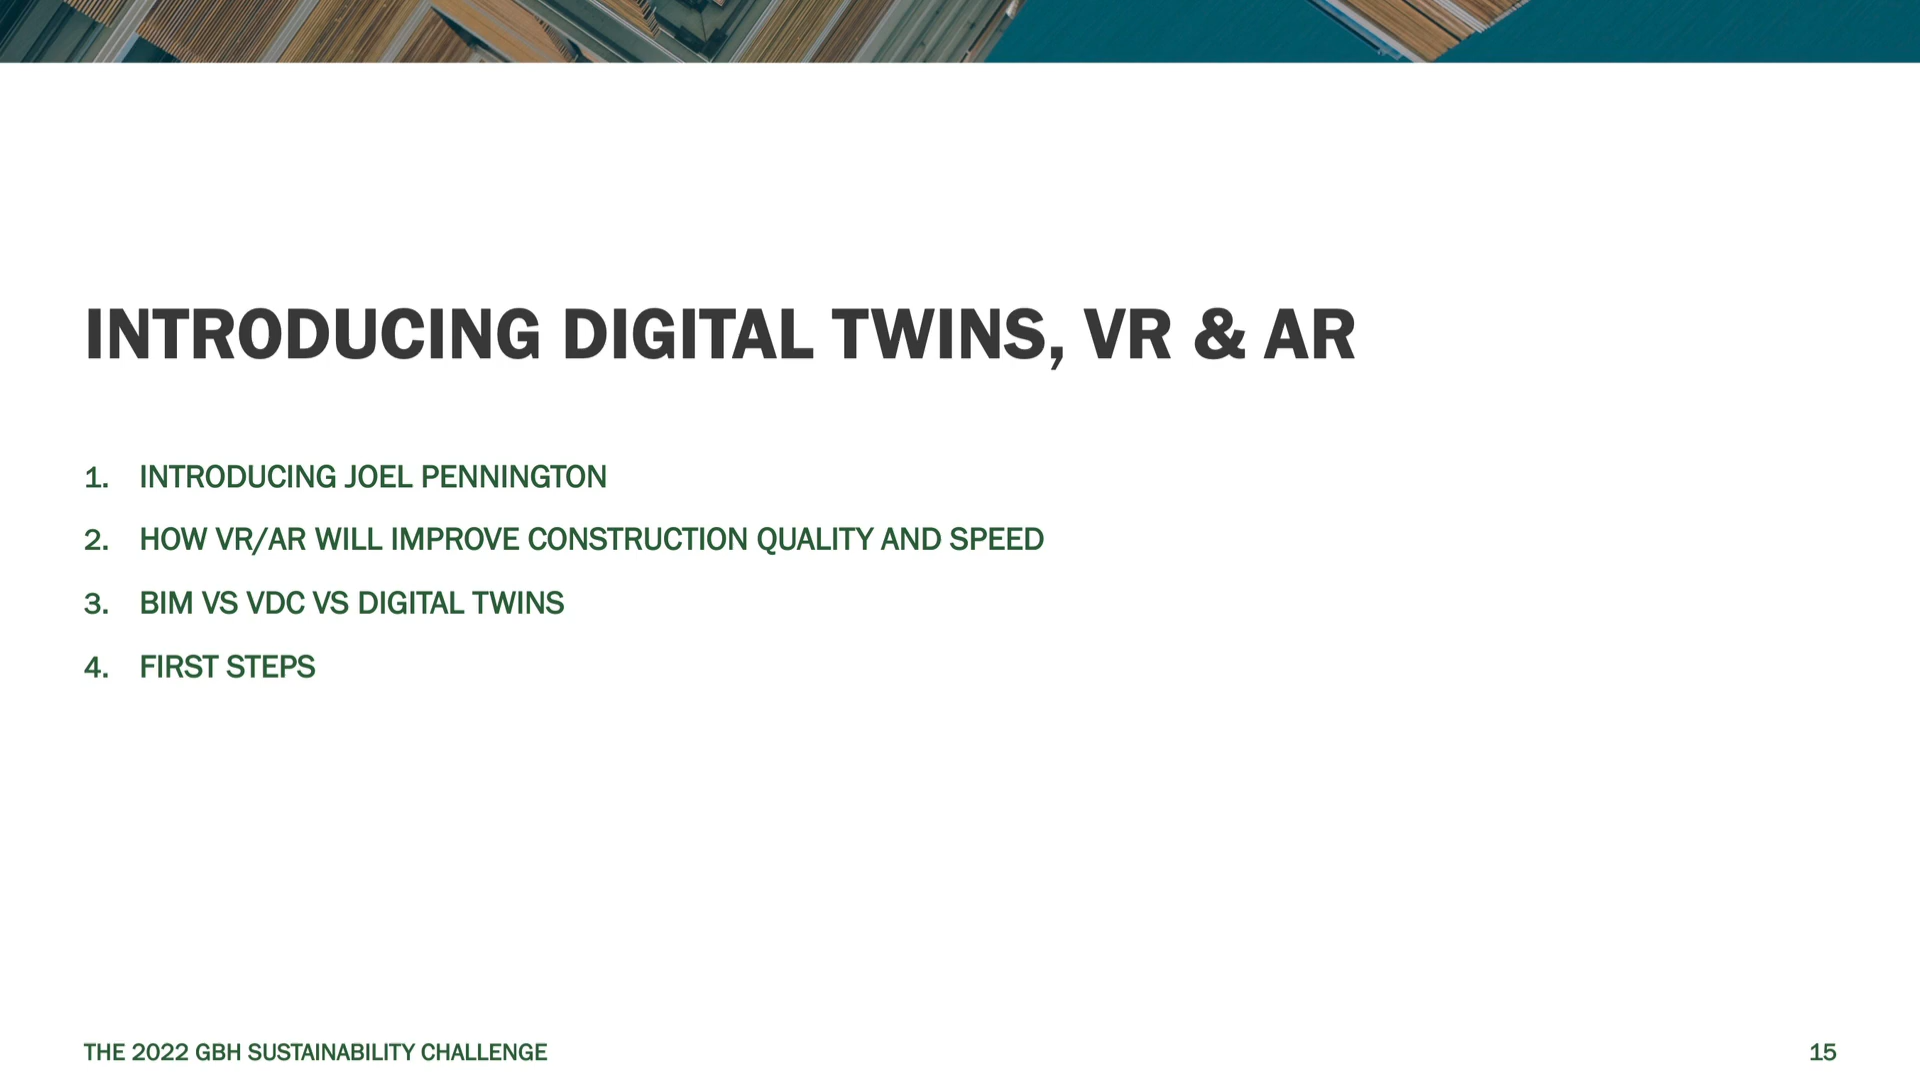 INTRODUCING DIGITAL TWINS, VR & AR
1. INTRODUCING JOEL PENNINGTON
2. HOW VR/AR WILL IMPROVE CONSTRUCTION QUALITY AND SPEED
3. BIM VS VDC VS DIGITAL TWINS
4. FIRST STEPS
THE 2022 GBH SUSTAINABILITY CHALLENGE
15